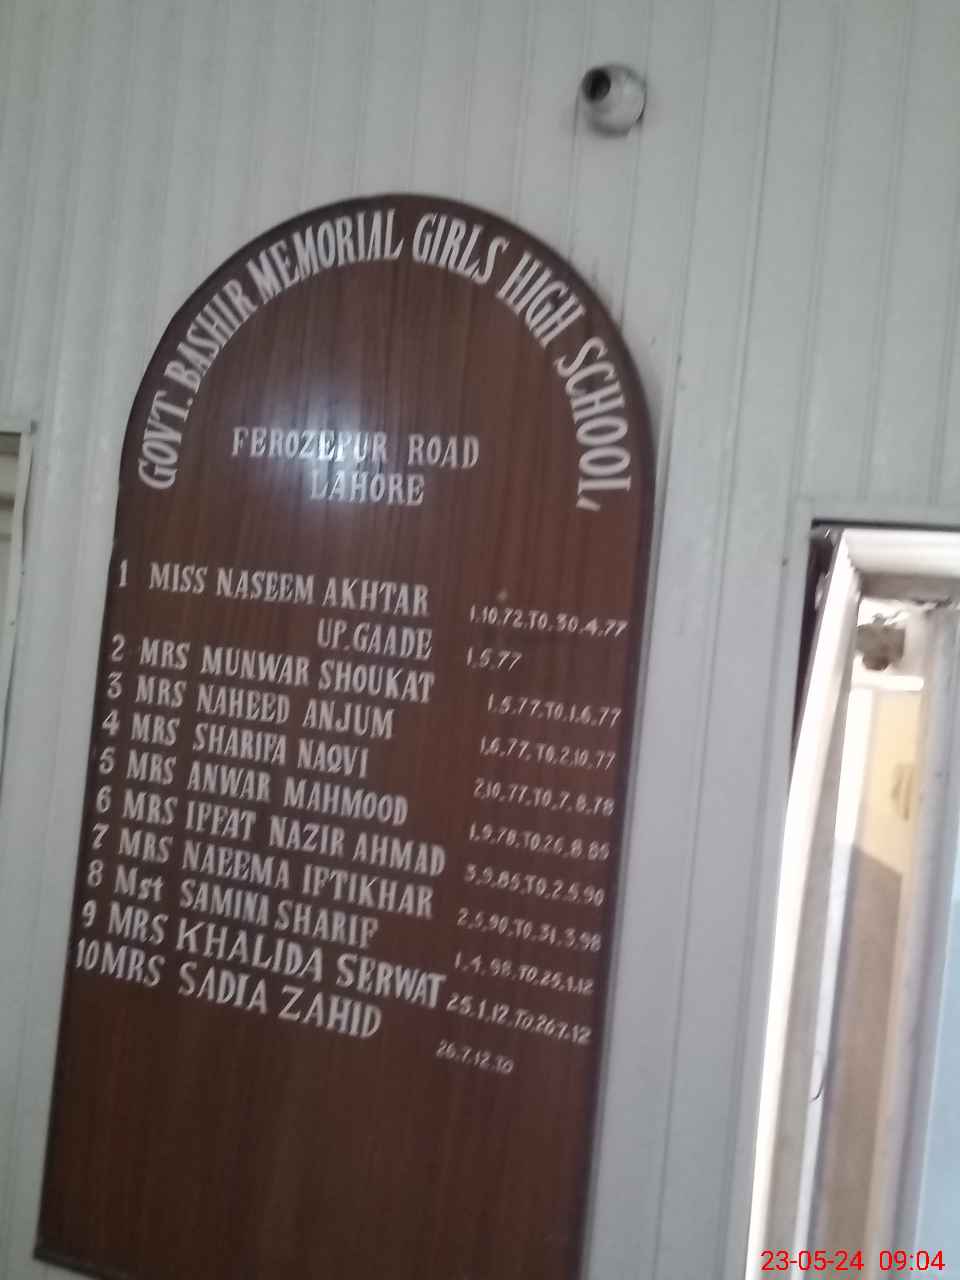 GOVT. BASHIR MEMORIAL GIRLS HIGH SCHOOL,
FEROZEPUR ROAD
LAHORE
1 MISS NASEEM AKHTAR 1.10.72.TO.30.4.77
UP.GAADE 1.5.77
2 MRS MUNWAR SHOUKAT 1.5.77.TO.1.6.77
3 MRS NAHEED ANJUM 1.6.77.TO.2.10.77
4 MRS SHARIFA NAQVI 2.10.77.TO.7.8.78
5 MRS ANWAR MAHMOOD 1.9.78.TO.26.8.85
6 MRS IFFAT NAZIR AHMAD 3.9.85.TO.2.5.90
7 MRS NAEEMA IFTIKHAR 2.5.90.TO.31.3.98
8 Mst SAMINA SHARIF 1.4.98.TO.25.1.12
9 MRS KHALIDA SERWAT 25.1.12.TO.26.7.12
10 MRS SADIA ZAHID 26.7.12.TO
23-05-24 09:04